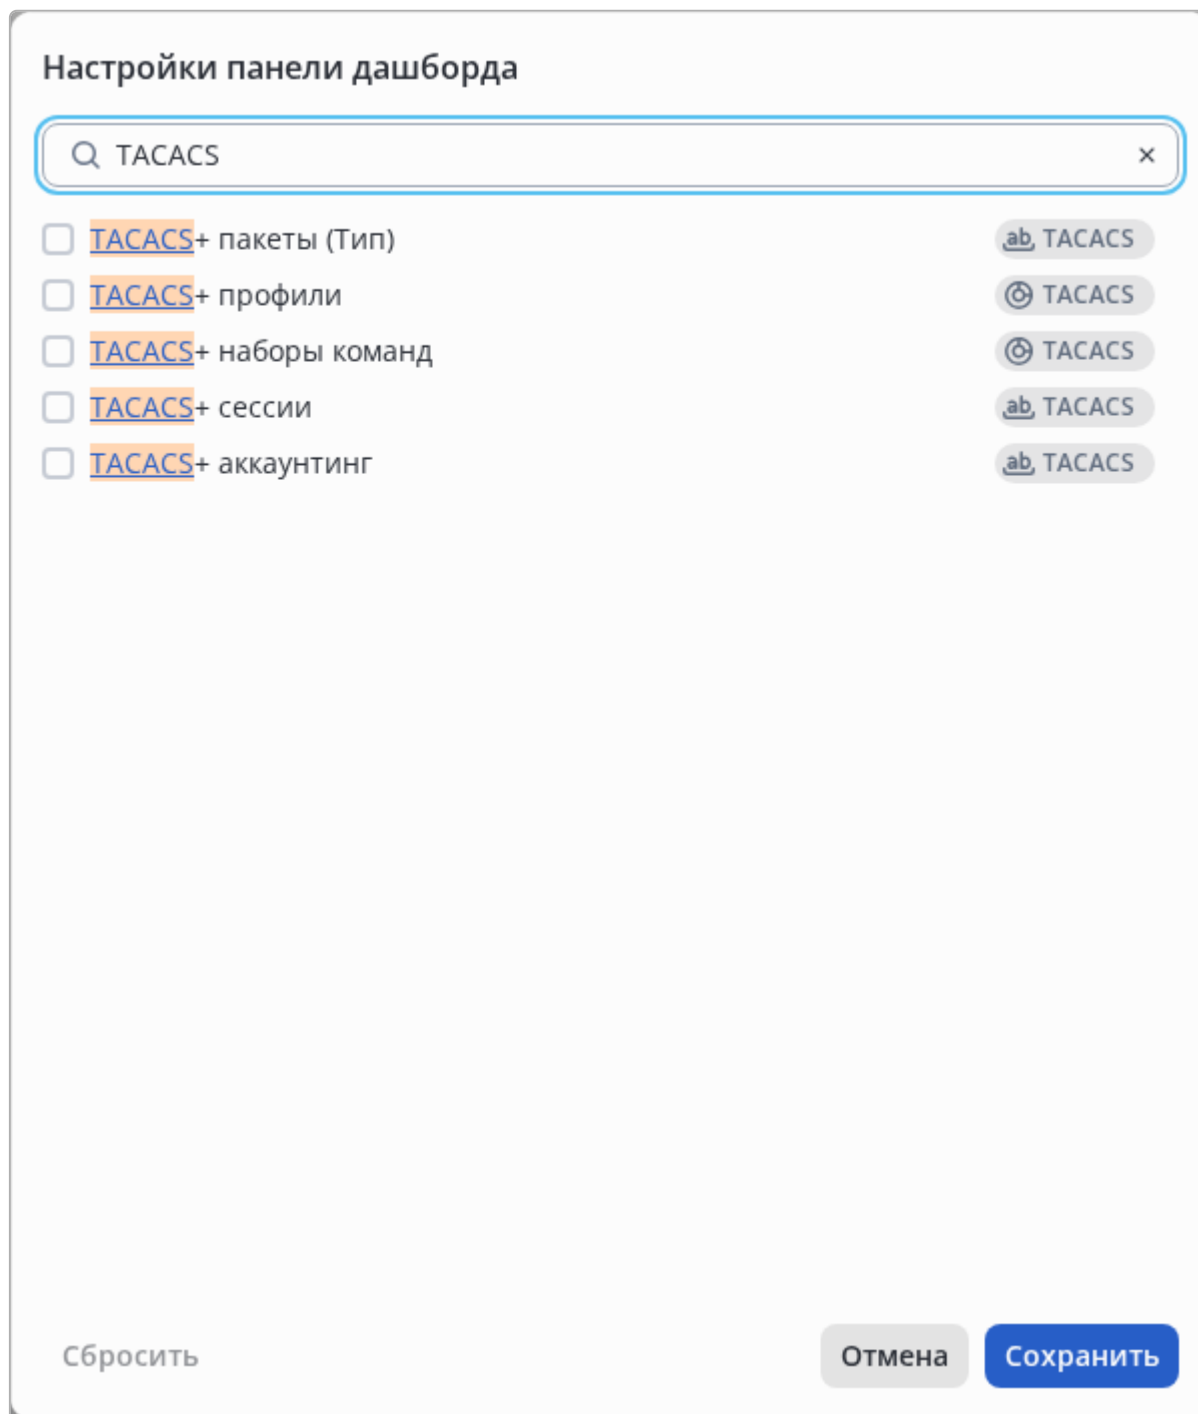 Настройки панели дашборда
TACACS ×
TACACS+ пакеты (Тип) ab, TACACS
TACACS+ профили TACACS
TACACS+ наборы команд TACACS
TACACS+ сессии ab, TACACS
TACACS+ аккаунтинг ab, TACACS
Сбросить Отмена Сохранить